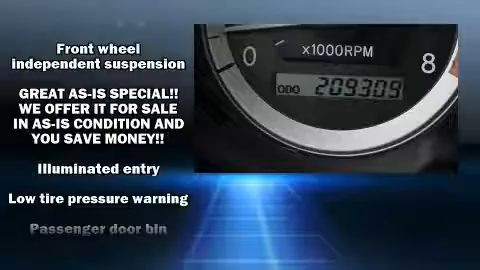 Front wheel
independent suspension
GREAT AS-IS SPECIAL!!
WE OFFER IT FOR SALE
IN AS-IS CONDITION AND
YOU SAVE MONEY!!
Illuminated entry
Low tire pressure warning
Passenger door bin
0
x1000RPM
8
ODO 209309